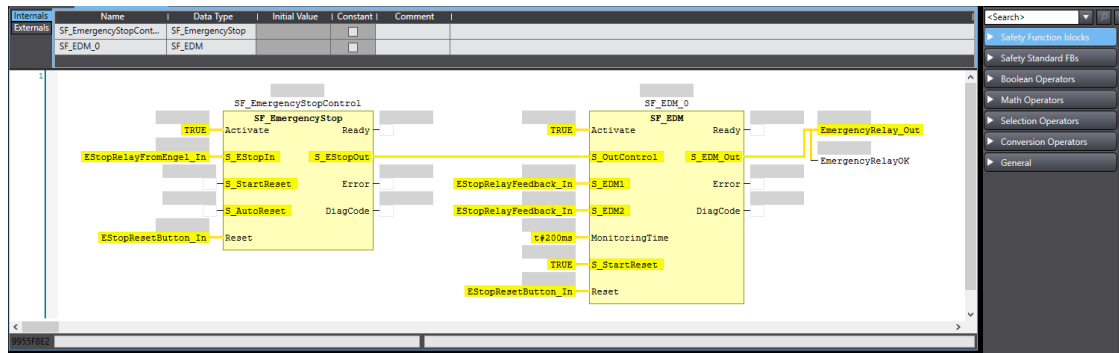 Internals
Externals
Name Data Type Initial Value Constant Comment
SF_EmergencyStopCont... SF_EmergencyStop
SF_EDM_0 SF_EDM
<Search>
Safety Function blocks
Safety Standard FBs
Boolean Operators
Math Operators
Selection Operators
Conversion Operators
General
1
SF_EmergencyStopControl
SF_EmergencyStop
TRUE Activate Ready
EStopRelayFromEngel_In S_EStopIn S_EStopOut
S_StartReset Error
S_AutoReset DiagCode
EStopResetButton_In Reset
SF_EDM_0
SF_EDM
TRUE Activate Ready
S_OutControl S_EDM_Out
EStopRelayFeedback_In S_EDM1 Error
EStopRelayFeedback_In S_EDM2 DiagCode
t#200ms MonitoringTime
TRUE S_StartReset
EStopResetButton_In Reset
EmergencyRelay_Out
EmergencyRelayOK
9955F8E2